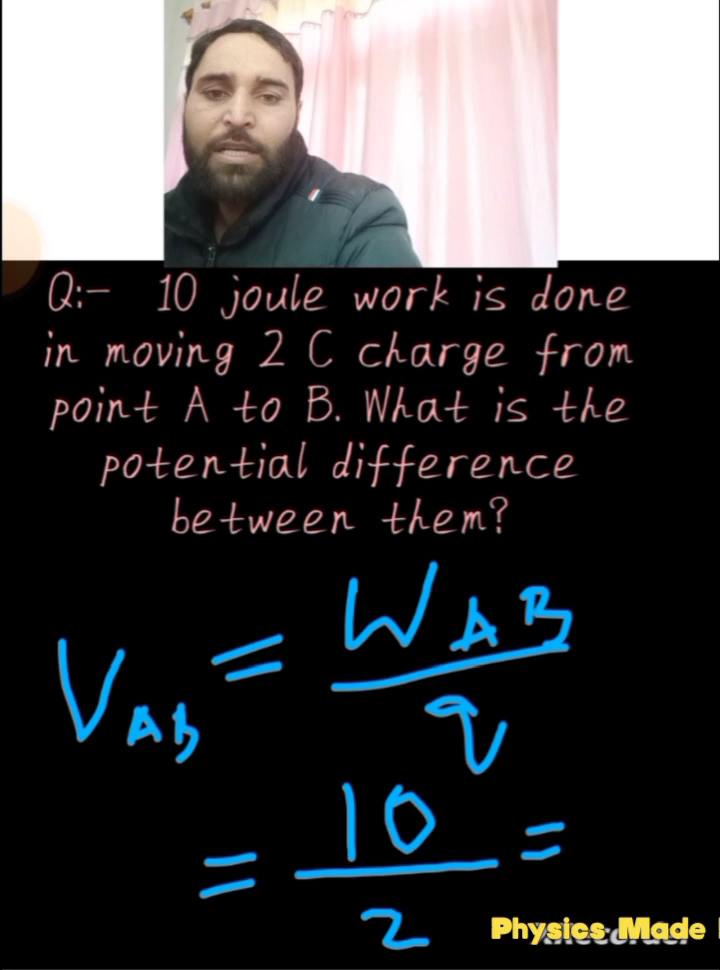 Q:- 10 joule work is done
in moving 2 C charge from
point A to B. What is the
potential difference
between them?
V_AB = W_AB / q
= 10 / 2 =
Physics Made